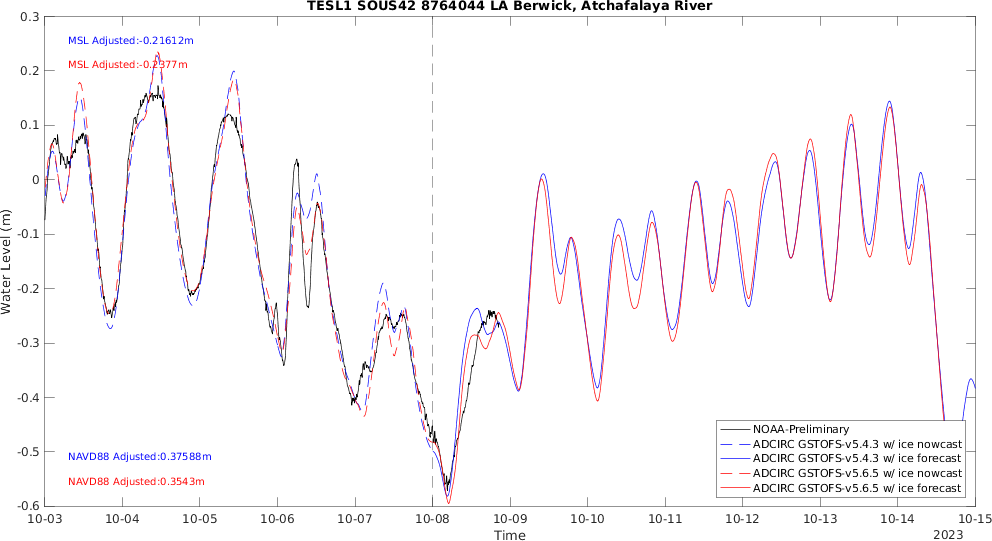 TESL1 SOUS42 8764044 LA Berwick, Atchafalaya River
0.3
0.2
0.1
0
-0.1
-0.2
-0.3
-0.4
-0.5
-0.6
Water Level (m)
MSL Adjusted:-0.21612m
MSL Adjusted:-0.2377m
NAVD88 Adjusted:0.37588m
NAVD88 Adjusted:0.3543m
NOAA-Preliminary
ADCIRC GSTOFS-v5.4.3 w/ ice nowcast
ADCIRC GSTOFS-v5.4.3 w/ ice forecast
ADCIRC GSTOFS-v5.6.5 w/ ice nowcast
ADCIRC GSTOFS-v5.6.5 w/ ice forecast
10-03 10-04 10-05 10-06 10-07 10-08 10-09 10-10 10-11 10-12 10-13 10-14 10-15
Time
2023